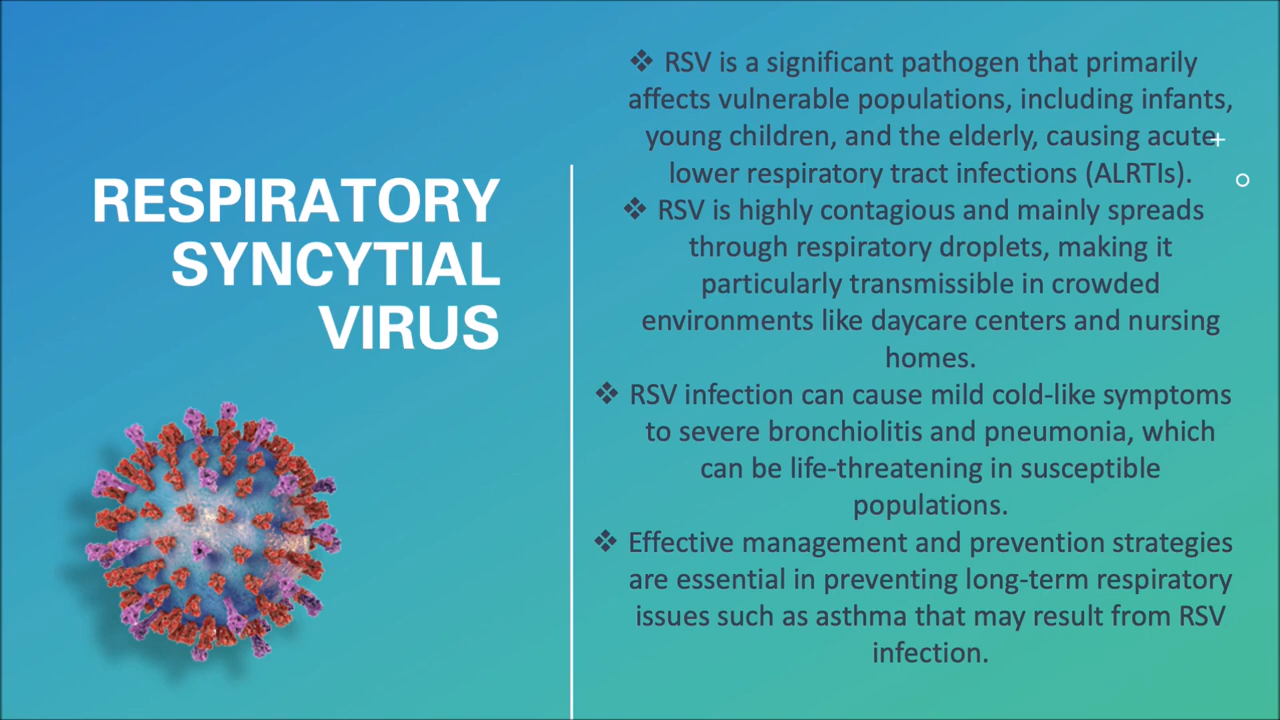 RESPIRATORY
SYNCYTIAL
VIRUS
❖ RSV is a significant pathogen that primarily
affects vulnerable populations, including infants,
young children, and the elderly, causing acute
lower respiratory tract infections (ALRTIs).
❖ RSV is highly contagious and mainly spreads
through respiratory droplets, making it
particularly transmissible in crowded
environments like daycare centers and nursing
homes.
❖ RSV infection can cause mild cold-like symptoms
to severe bronchiolitis and pneumonia, which
can be life-threatening in susceptible
populations.
❖ Effective management and prevention strategies
are essential in preventing long-term respiratory
issues such as asthma that may result from RSV
infection.